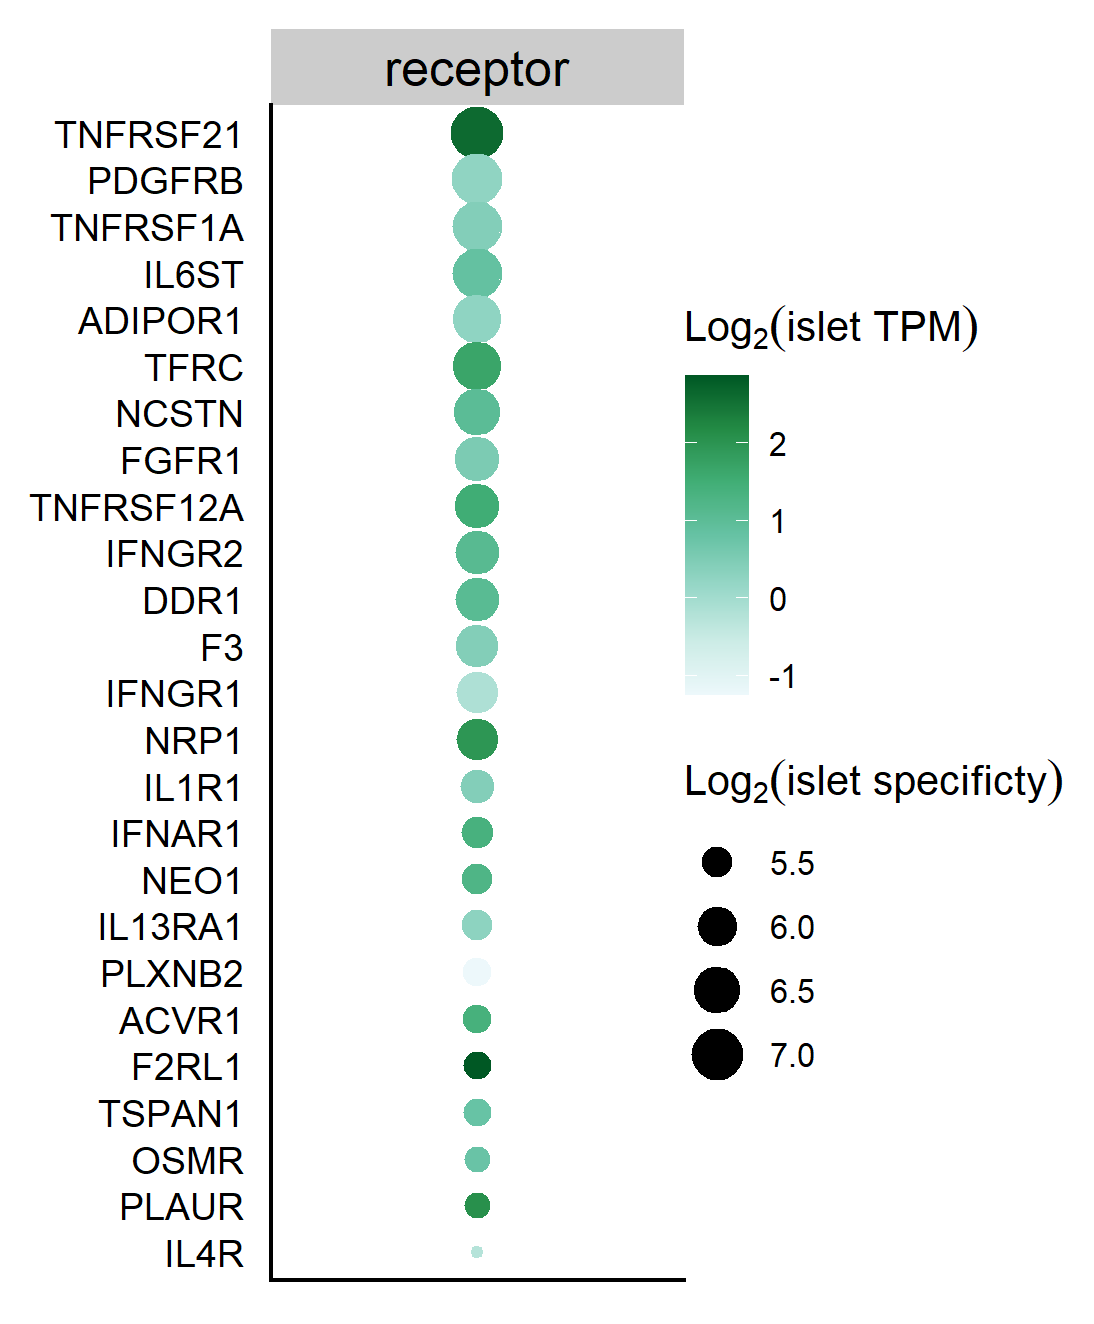 receptor
TNFRSF21
PDGFRB
TNFRSF1A
IL6ST
ADIPOR1
TFRC
NCSTN
FGFR1
TNFRSF12A
IFNGR2
DDR1
F3
IFNGR1
NRP1
IL1R1
IFNAR1
NEO1
IL13RA1
PLXNB2
ACVR1
F2RL1
TSPAN1
OSMR
PLAUR
IL4R
Log₂(islet TPM)
2
1
0
-1
Log₂(islet specificty)
5.5
6.0
6.5
7.0